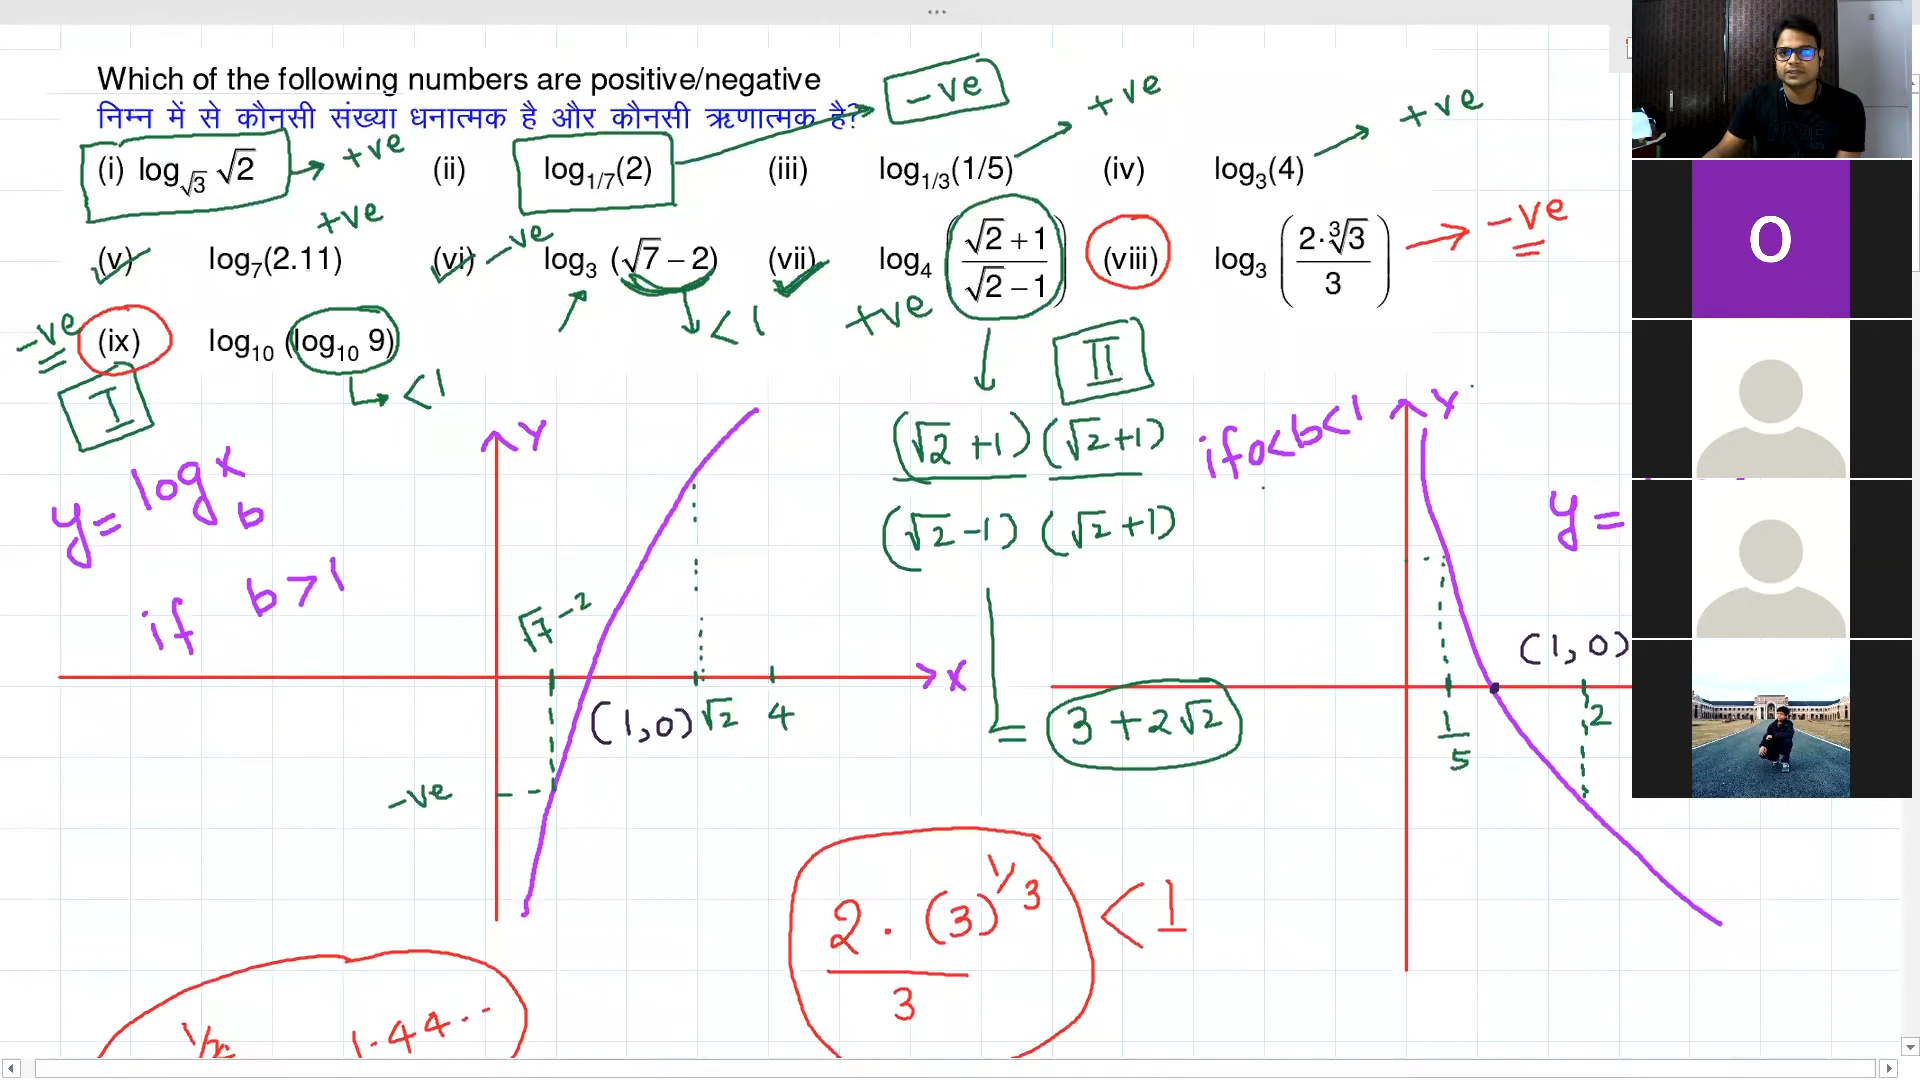 Which of the following numbers are positive/negative
निम्न में से कौनसी संख्या धनात्मक है और कौनसी ऋणात्मक है?
-ve
+ve
+ve
(i) log√3 √2 → +ve (ii) log1/7(2) (iii) log1/3(1/5) (iv) log3(4)
+ve
-ve
→ -ve
(v) log7(2.11) (vi) log3 (√7 – 2) (vii) log4 ((√2 + 1)/(√2 – 1)) (viii) log3 (2·∛3/3)
<1
+ve
-ve
(ix) log10 (log10 9)
<1
I
II
y = log_b x
if b>1
Y
X
√7 -2
(1,0) √2 4
-ve
(√2 +1) (√2+1)
(√2 -1) (√2 +1)
= 3 + 2√2
if 0<b<1
Y
y =
(1,0)
1/5
2
2 · (3)^1/3
3
< 1
1.44..
O